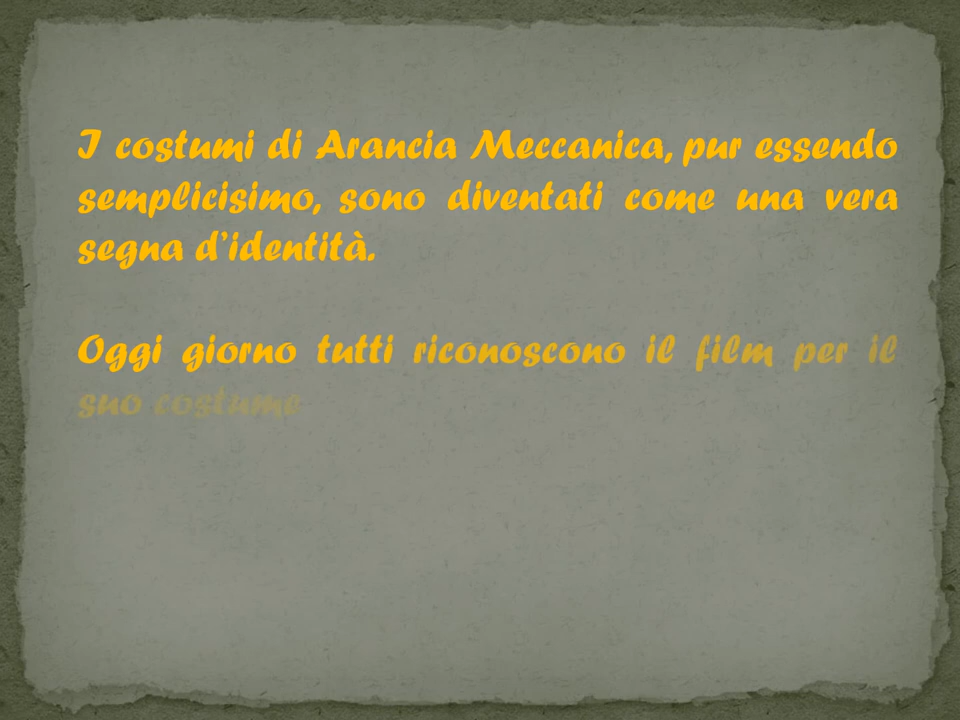 I costumi di Arancia Meccanica, pur essendo
semplicisimo, sono diventati come una vera
segna d’identità.
Oggi giorno tutti riconoscono il film per il
suo costume